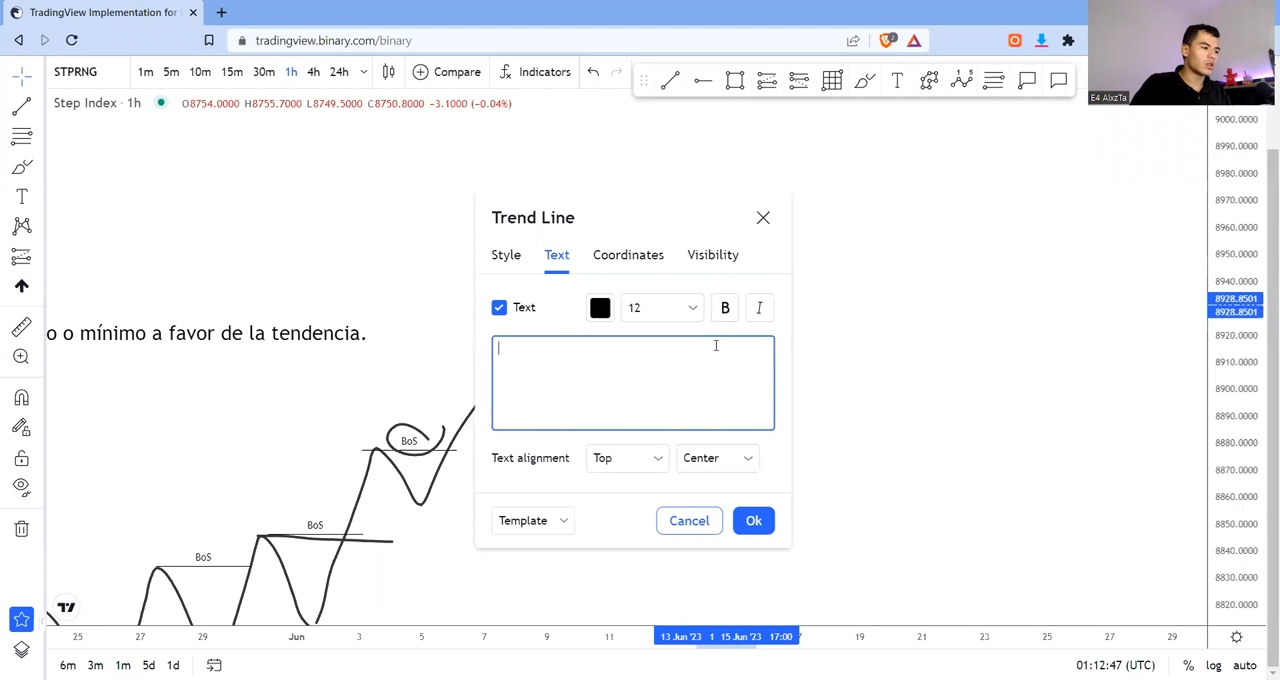 TradingView Implementation for
tradingview.binary.com/binary
2
E4 AlxzTa
STPRNG
1m 5m 10m 15m 30m 1h 4h 24h
Compare
Indicators
Step Index · 1h
O8754.0000 H8755.7000 L8749.5000 C8750.8000 -3.1000 (-0.04%)
9000.0000
8990.0000
8980.0000
8970.0000
8960.0000
8950.0000
8940.0000
8928.8501
8928.8501
8920.0000
8910.0000
8900.0000
8890.0000
8880.0000
8870.0000
8860.0000
8850.0000
8840.0000
8830.0000
8820.0000
Trend Line
Style Text Coordinates Visibility
Text
12
B I
Text alignment Top Center
Template Cancel Ok
o o mínimo a favor de la tendencia.
BoS
BoS
BoS
25 27 29 Jun 3 5 7 9 11 13 Jun '23 1 15 Jun '23 17:00 19 21 23 25 27 29
6m 3m 1m 5d 1d
01:12:47 (UTC) % log auto